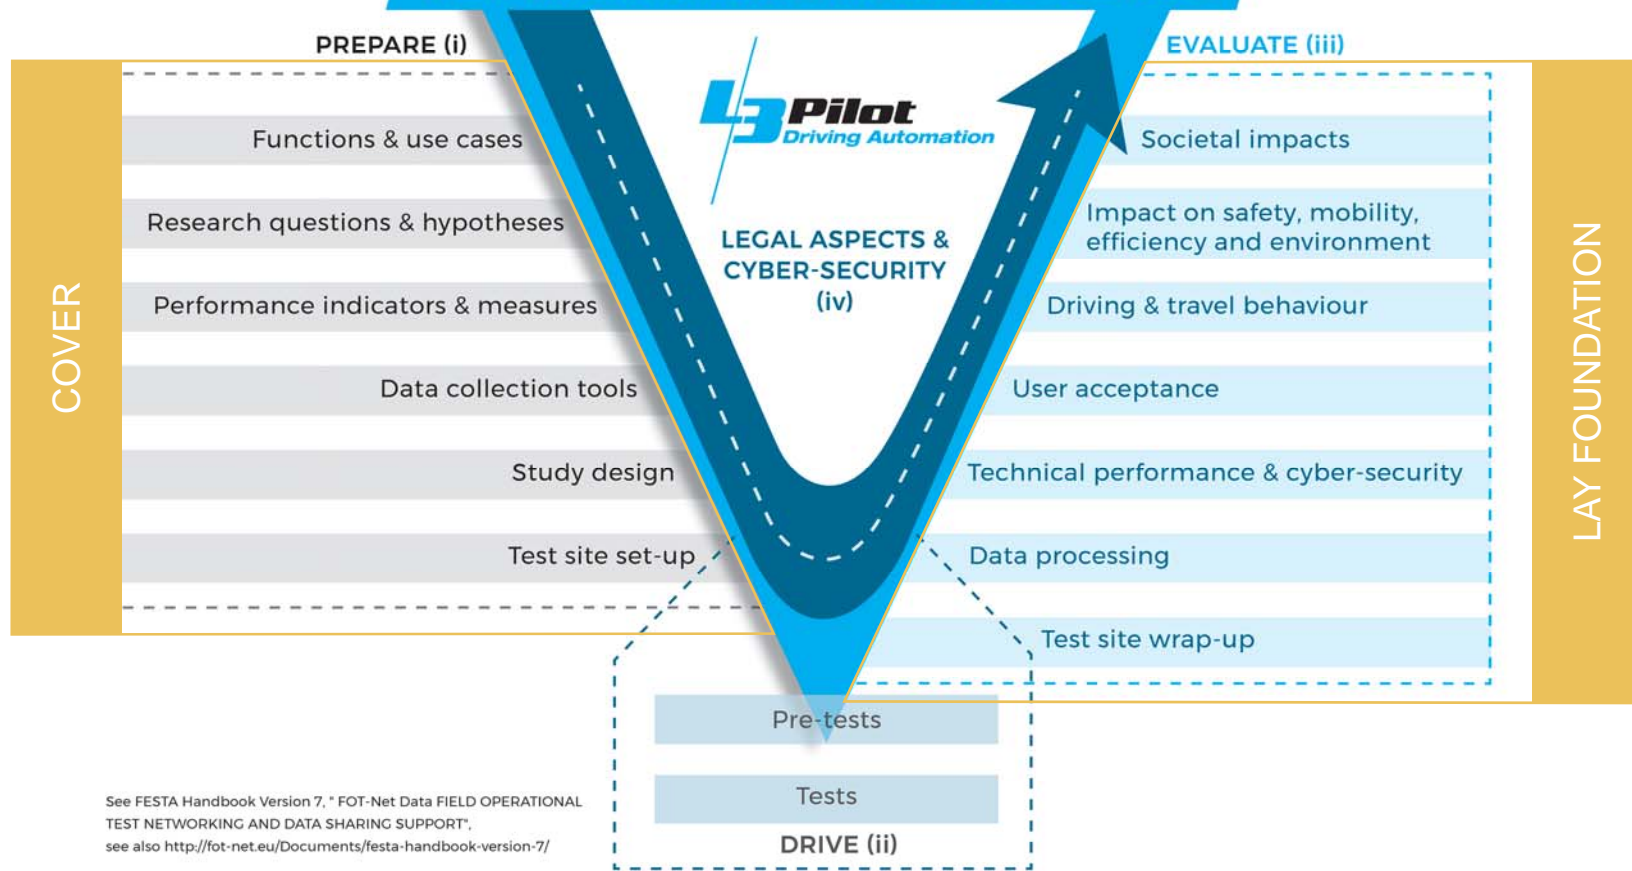 PREPARE (i)
EVALUATE (iii)
L3 Pilot
Driving Automation
COVER
Functions & use cases
Research questions & hypotheses
Performance indicators & measures
Data collection tools
Study design
Test site set-up
LEGAL ASPECTS &
CYBER-SECURITY
(iv)
Societal impacts
Impact on safety, mobility,
efficiency and environment
Driving & travel behaviour
User acceptance
Technical performance & cyber-security
Data processing
Test site wrap-up
LAY FOUNDATION
Pre-tests
Tests
DRIVE (ii)
See FESTA Handbook Version 7, " FOT-Net Data FIELD OPERATIONAL
TEST NETWORKING AND DATA SHARING SUPPORT",
see also http://fot-net.eu/Documents/festa-handbook-version-7/